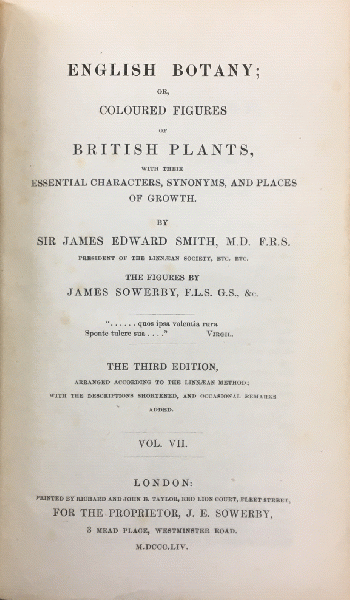 ENGLISH BOTANY;
OR,
COLOURED FIGURES
OF
BRITISH PLANTS,
WITH THEIR
ESSENTIAL CHARACTERS, SYNONYMS, AND PLACES
OF GROWTH.
BY
SIR JAMES EDWARD SMITH, M.D. F.R.S.
PRESIDENT OF THE LINNÆAN SOCIETY, ETC. ETC.
THE FIGURES BY
JAMES SOWERBY, F.L.S. G.S., &c.
"......quos ipsa volentia rura
Sponte tulere sua...." VIRGIL.
THE THIRD EDITION,
ARRANGED ACCORDING TO THE LINNÆAN METHOD;
WITH THE DESCRIPTIONS SHORTENED, AND OCCASIONAL REMARKS
ADDED.
VOL. VII.
LONDON:
PRINTED BY RICHARD AND JOHN E. TAYLOR, RED LION COURT, FLEET STREET,
FOR THE PROPRIETOR, J. E. SOWERBY,
3 MEAD PLACE, WESTMINSTER ROAD.
M.DCCC.LIV.